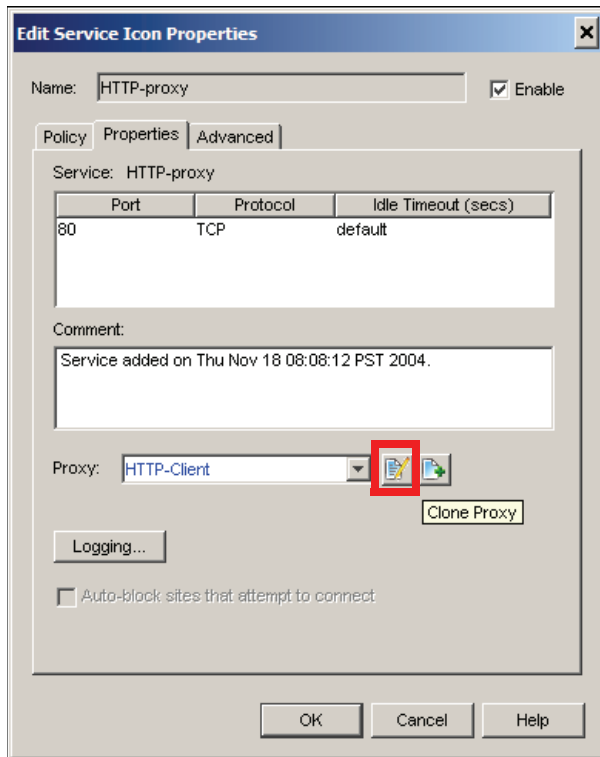 Edit Service Icon Properties
Name: HTTP-proxy Enable
Policy Properties Advanced
Service: HTTP-proxy
Port Protocol Idle Timeout (secs)
80 TCP default
Comment:
Service added on Thu Nov 18 08:08:12 PST 2004.
Proxy: HTTP-Client
Clone Proxy
Logging...
Auto-block sites that attempt to connect
OK Cancel Help